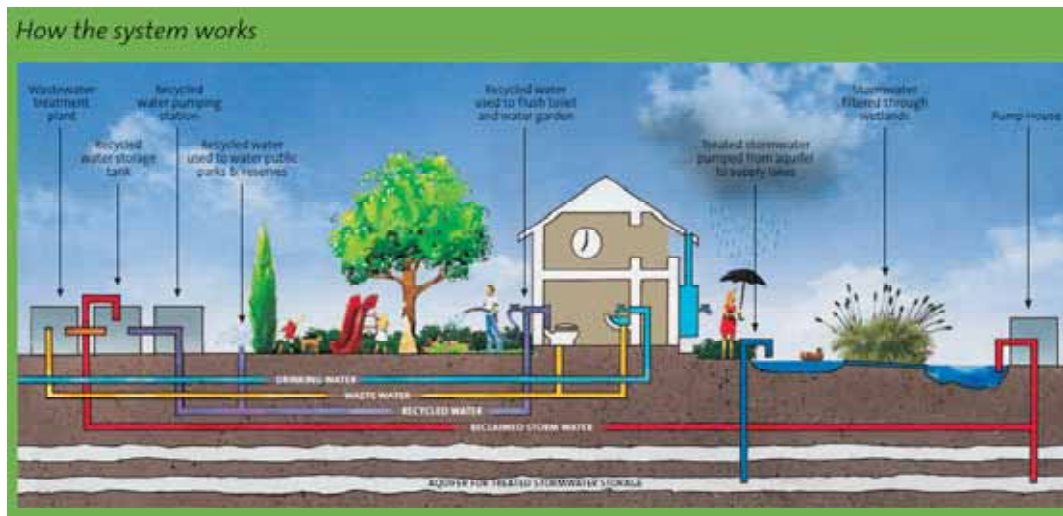 How the system works
Wastewater
treatment
plant
Recycled
water pumping
station
Recycled
water storage
tank
Recycled water
used to water public
parks & reserves
Recycled water
used to flush toilet
and water garden
Treated stormwater
pumped from aquifer
to supply lakes
Stormwater
filtered through
wetlands
Pump House
DRINKING WATER
WASTE WATER
RECYCLED WATER
RECLAIMED STORM WATER
AQUIFER FOR TREATED STORMWATER STORAGE